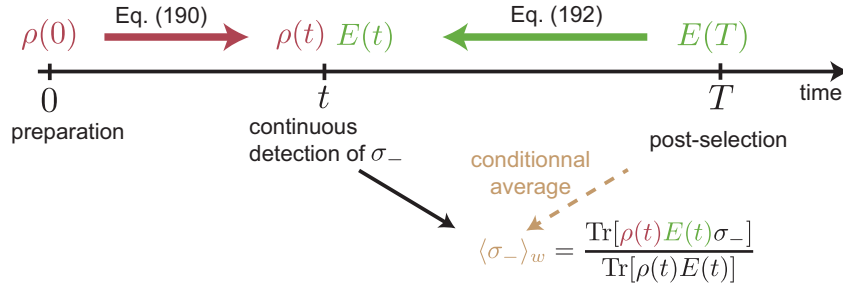 Eq. (190)
Eq. (192)
ρ(0)
ρ(t) E(t)
E(T)
0
t
T
time
preparation
continuous
detection of σ₋
post-selection
conditionnal
average
⟨σ₋⟩_w = Tr[ρ(t)E(t)σ₋] / Tr[ρ(t)E(t)]